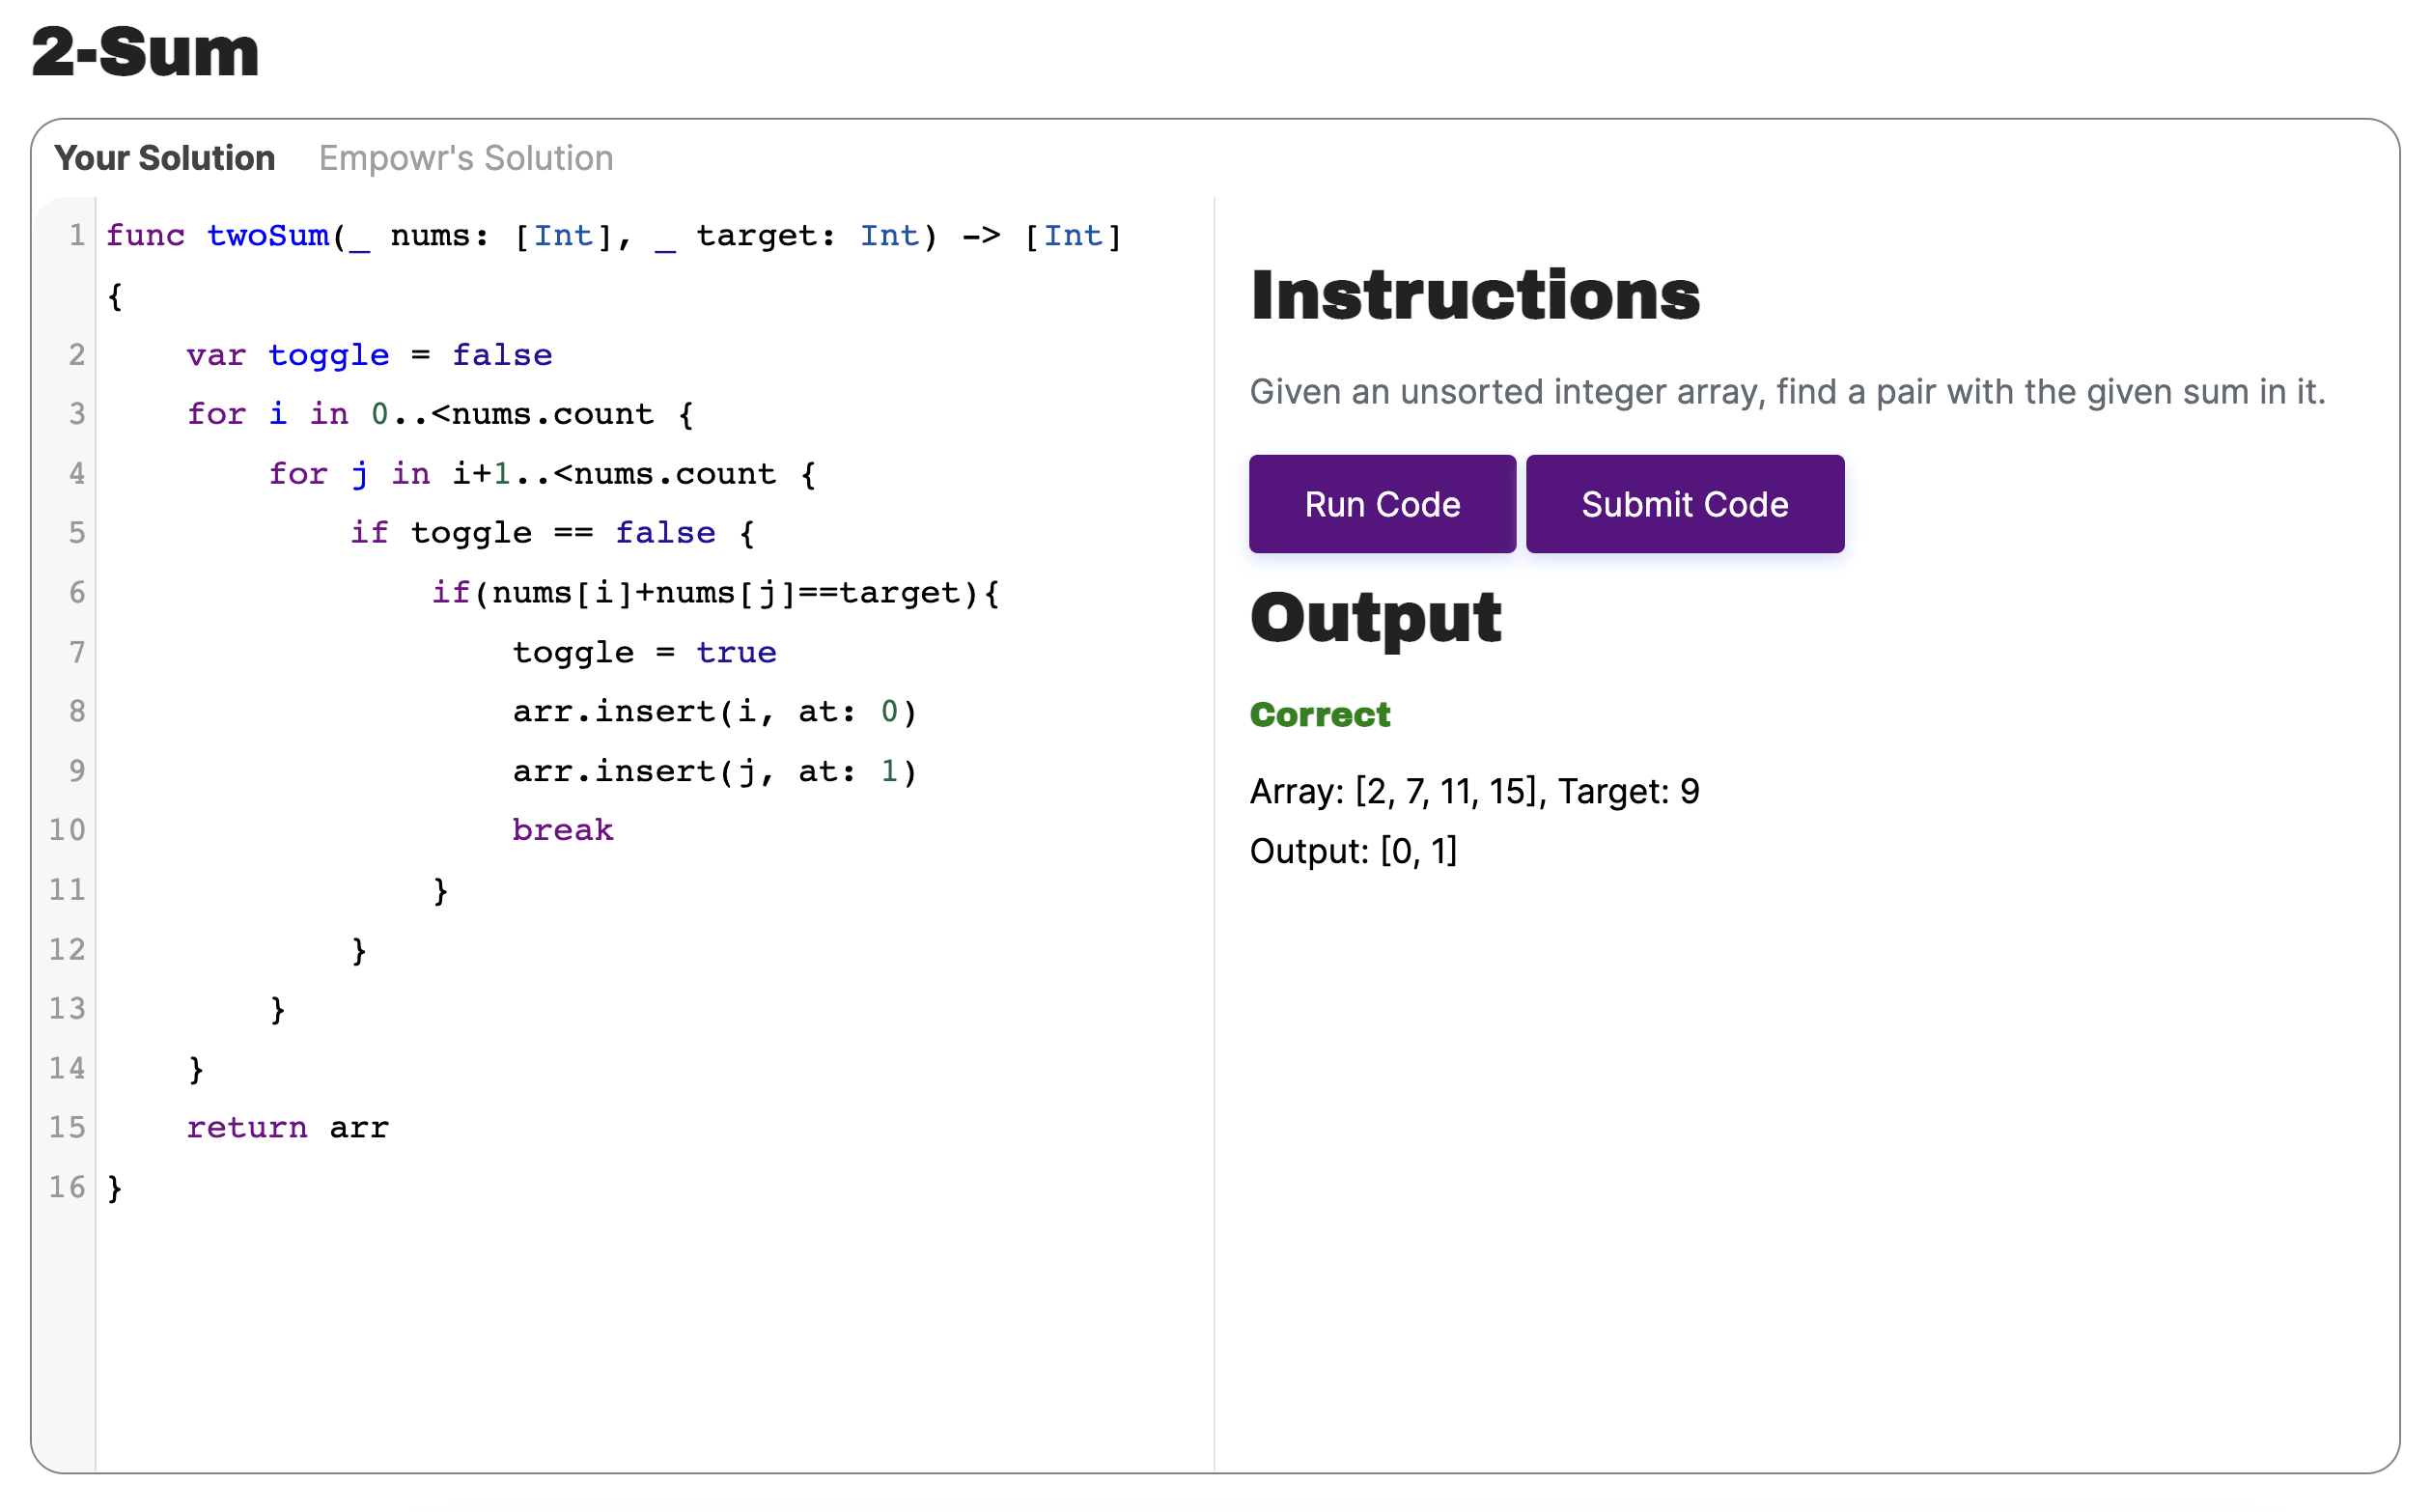 2-Sum
Your Solution Empowr's Solution
1 func twoSum(_ nums: [Int], _ target: Int) -> [Int]
{
2 var toggle = false
3 for i in 0..<nums.count {
4 for j in i+1..<nums.count {
5 if toggle == false {
6 if(nums[i]+nums[j]==target){
7 toggle = true
8 arr.insert(i, at: 0)
9 arr.insert(j, at: 1)
10 break
11 }
12 }
13 }
14 }
15 return arr
16 }
Instructions
Given an unsorted integer array, find a pair with the given sum in it.
Run Code Submit Code
Output
Correct
Array: [2, 7, 11, 15], Target: 9
Output: [0, 1]